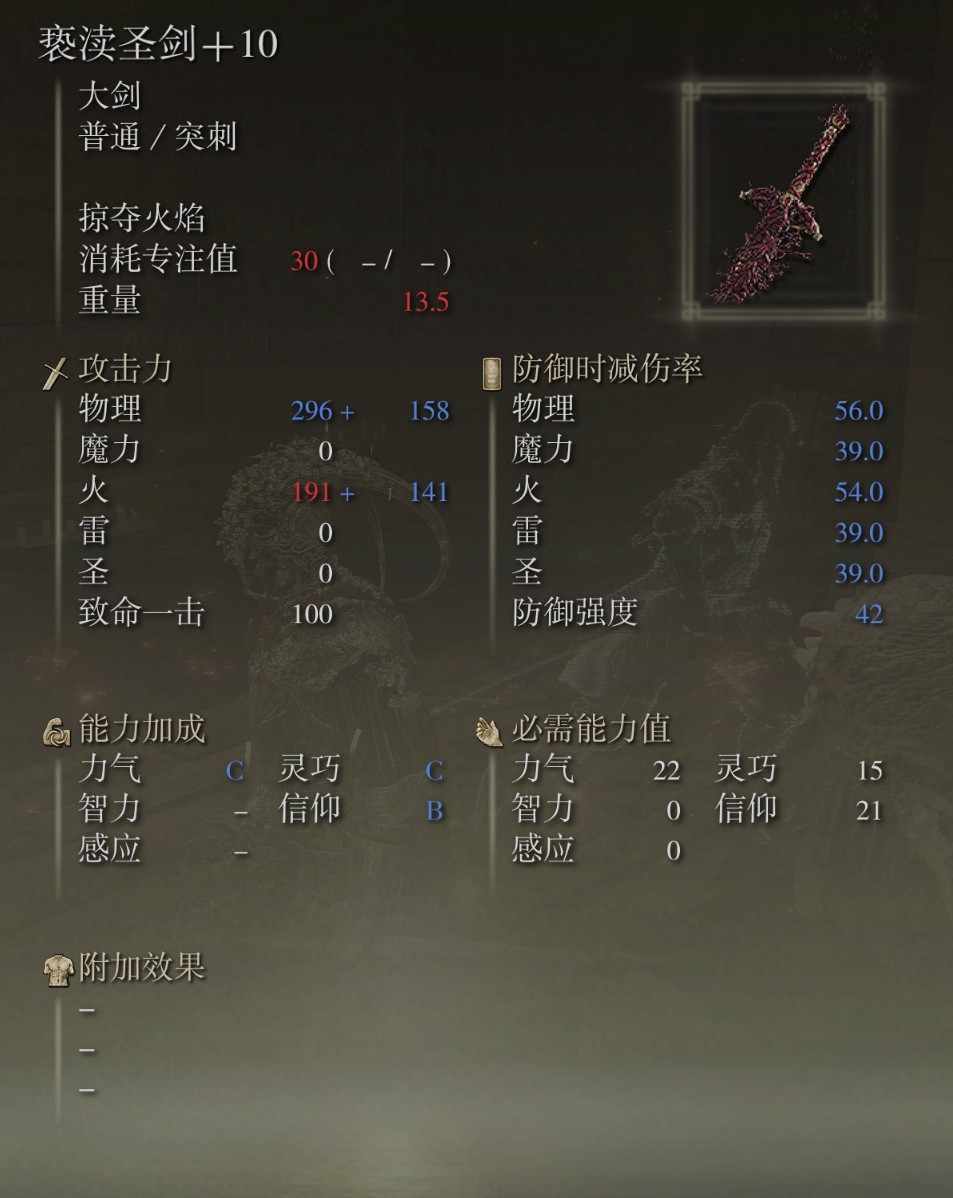 亵渎圣剑+10
大剑
普通 / 突刺
掠夺火焰
消耗专注值 30 ( – / – )
重量 13.5
攻击力
物理 296 + 158
魔力 0
火 191 + 141
雷 0
圣 0
致命一击 100
防御时减伤率
物理 56.0
魔力 39.0
火 54.0
雷 39.0
圣 39.0
防御强度 42
能力加成
力气 C 灵巧 C
智力 – 信仰 B
感应 –
必需能力值
力气 22 灵巧 15
智力 0 信仰 21
感应 0
附加效果
–
–
–